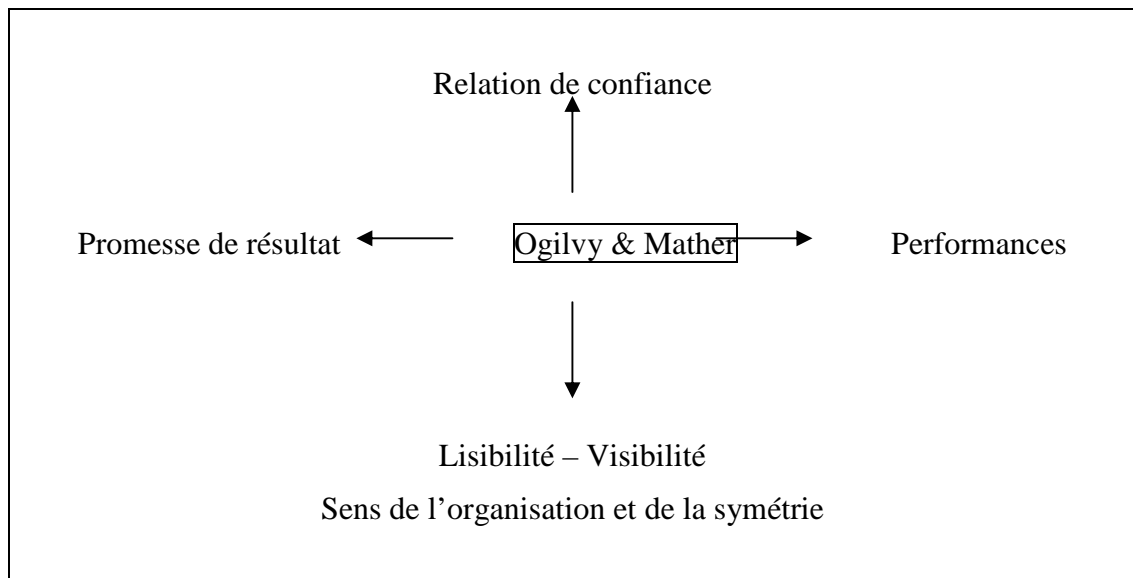 Relation de confiance
Promesse de résultat Ogilvy & Mather Performances
Lisibilité – Visibilité
Sens de l’organisation et de la symétrie